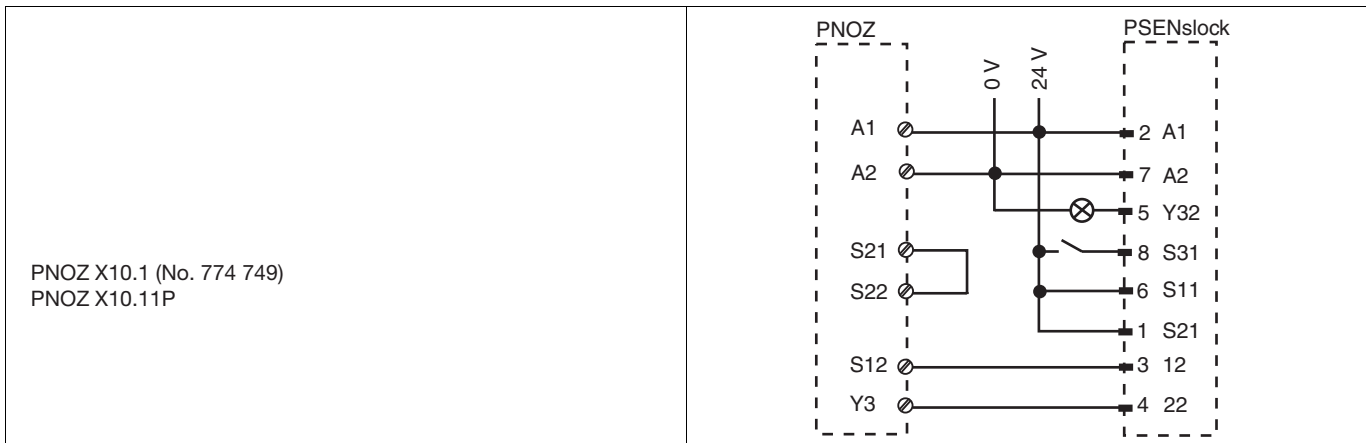 PNOZ X10.1 (No. 774 749)
PNOZ X10.11P
PNOZ PSENslock
0 V 24 V
A1 2 A1
A2 7 A2
5 Y32
S21 8 S31
S22 6 S11
1 S21
S12 3 12
Y3 4 22